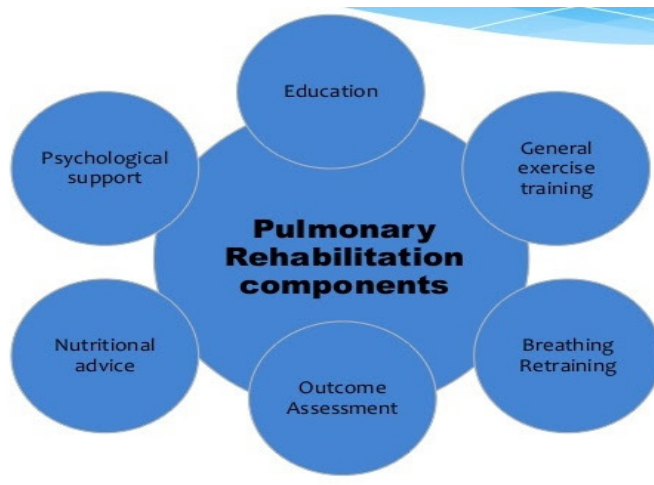 Education
Psychological
support
General
exercise
training
Pulmonary
Rehabilitation
components
Nutritional
advice
Breathing
Retraining
Outcome
Assessment